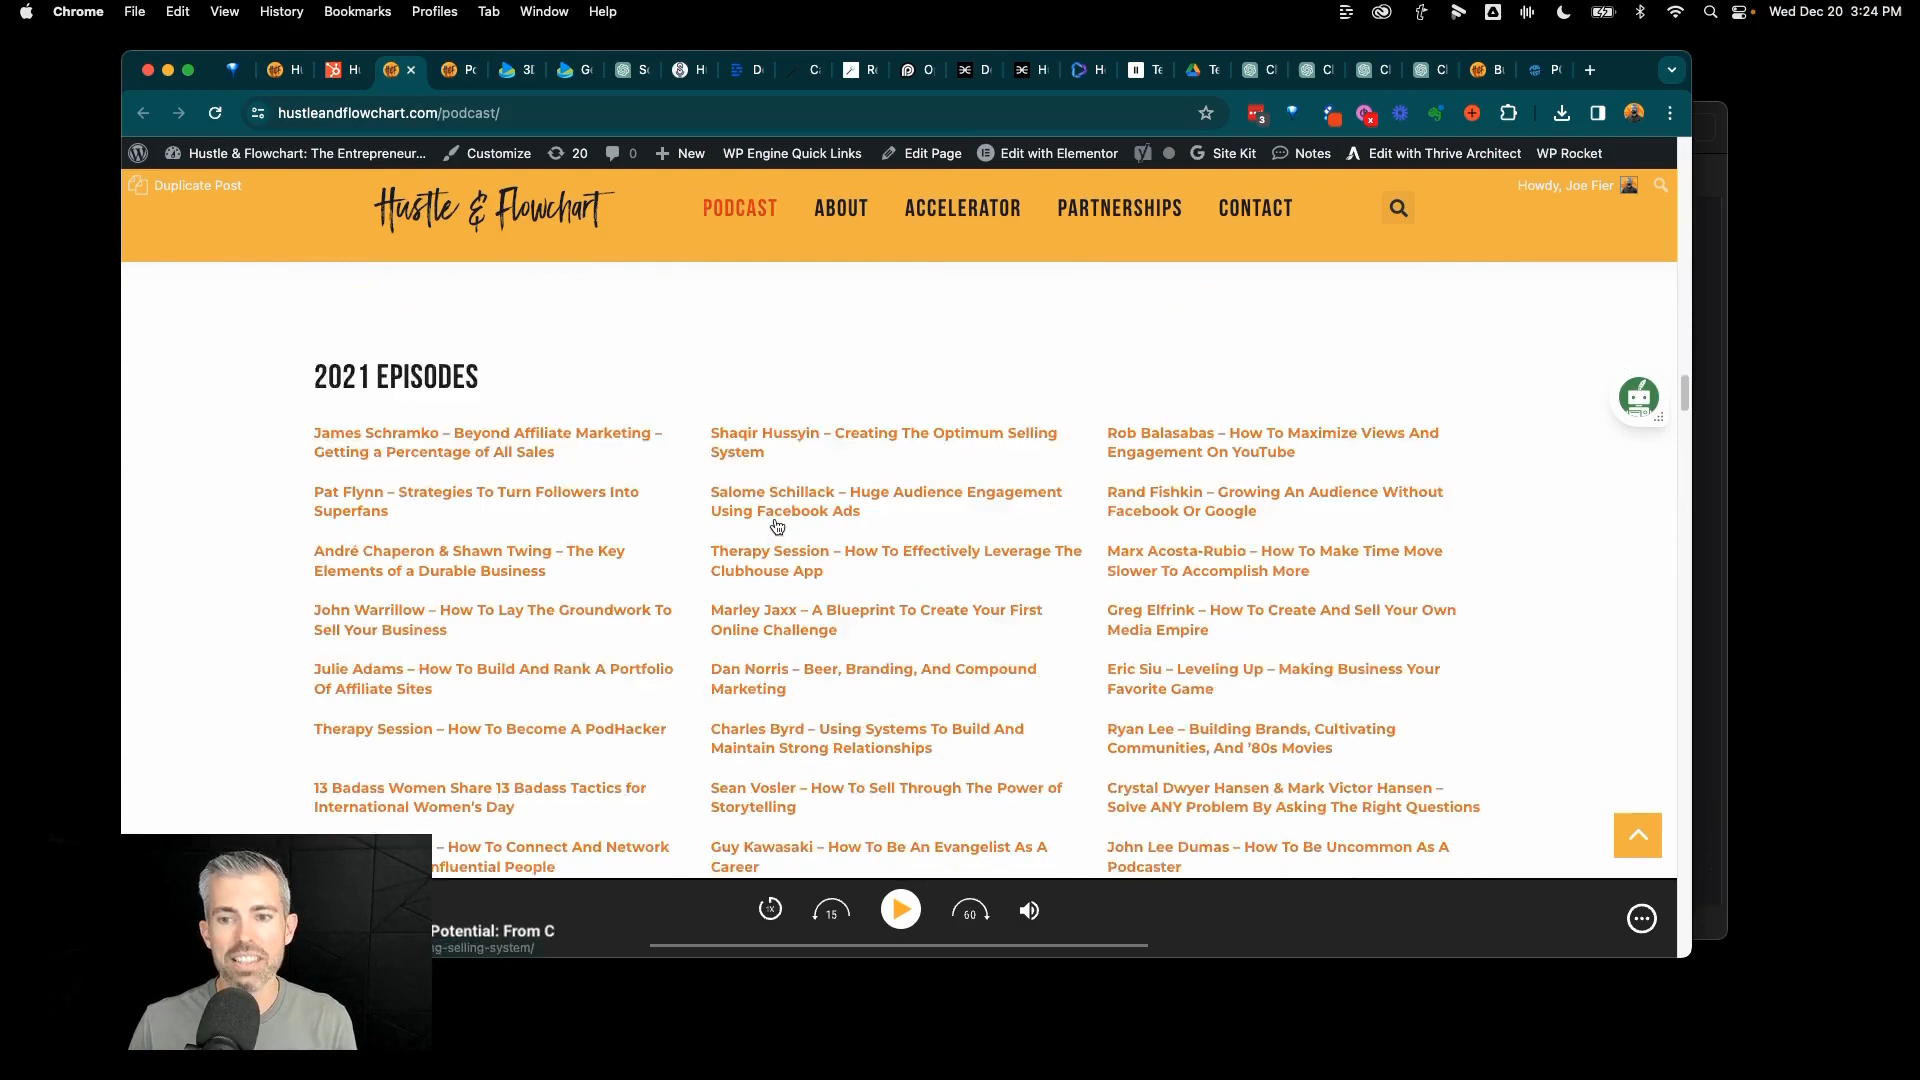 Chrome File Edit View History Bookmarks Profiles Tab Window Help
Wed Dec 20 3:24 PM
hustleandflowchart.com/podcast/
3
Hustle & Flowchart: The Entrepreneur... Customize 20 0 New WP Engine Quick Links Edit Page Edit with Elementor Site Kit Notes Edit with Thrive Architect WP Rocket
Duplicate Post
Howdy, Joe Fier
Hustle & Flowchart
PODCAST ABOUT ACCELERATOR PARTNERSHIPS CONTACT
2021 EPISODES
James Schramko – Beyond Affiliate Marketing –
Getting a Percentage of All Sales
Shaqir Hussyin – Creating The Optimum Selling
System
Rob Balasabas – How To Maximize Views And
Engagement On YouTube
Pat Flynn – Strategies To Turn Followers Into
Superfans
Salome Schillack – Huge Audience Engagement
Using Facebook Ads
Rand Fishkin – Growing An Audience Without
Facebook Or Google
André Chaperon & Shawn Twing – The Key
Elements of a Durable Business
Therapy Session – How To Effectively Leverage The
Clubhouse App
Marx Acosta-Rubio – How To Make Time Move
Slower To Accomplish More
John Warrillow – How To Lay The Groundwork To
Sell Your Business
Marley Jaxx – A Blueprint To Create Your First
Online Challenge
Greg Elfrink – How To Create And Sell Your Own
Media Empire
Julie Adams – How To Build And Rank A Portfolio
Of Affiliate Sites
Dan Norris – Beer, Branding, And Compound
Marketing
Eric Siu – Leveling Up – Making Business Your
Favorite Game
Therapy Session – How To Become A PodHacker
Charles Byrd – Using Systems To Build And
Maintain Strong Relationships
Ryan Lee – Building Brands, Cultivating
Communities, And ’80s Movies
13 Badass Women Share 13 Badass Tactics for
International Women's Day
Sean Vosler – How To Sell Through The Power of
Storytelling
Crystal Dwyer Hansen & Mark Victor Hansen –
Solve ANY Problem By Asking The Right Questions
– How To Connect And Network
nfluential People
Guy Kawasaki – How To Be An Evangelist As A
Career
John Lee Dumas – How To Be Uncommon As A
Podcaster
1X 15 60
Potential: From C
ng-selling-system/